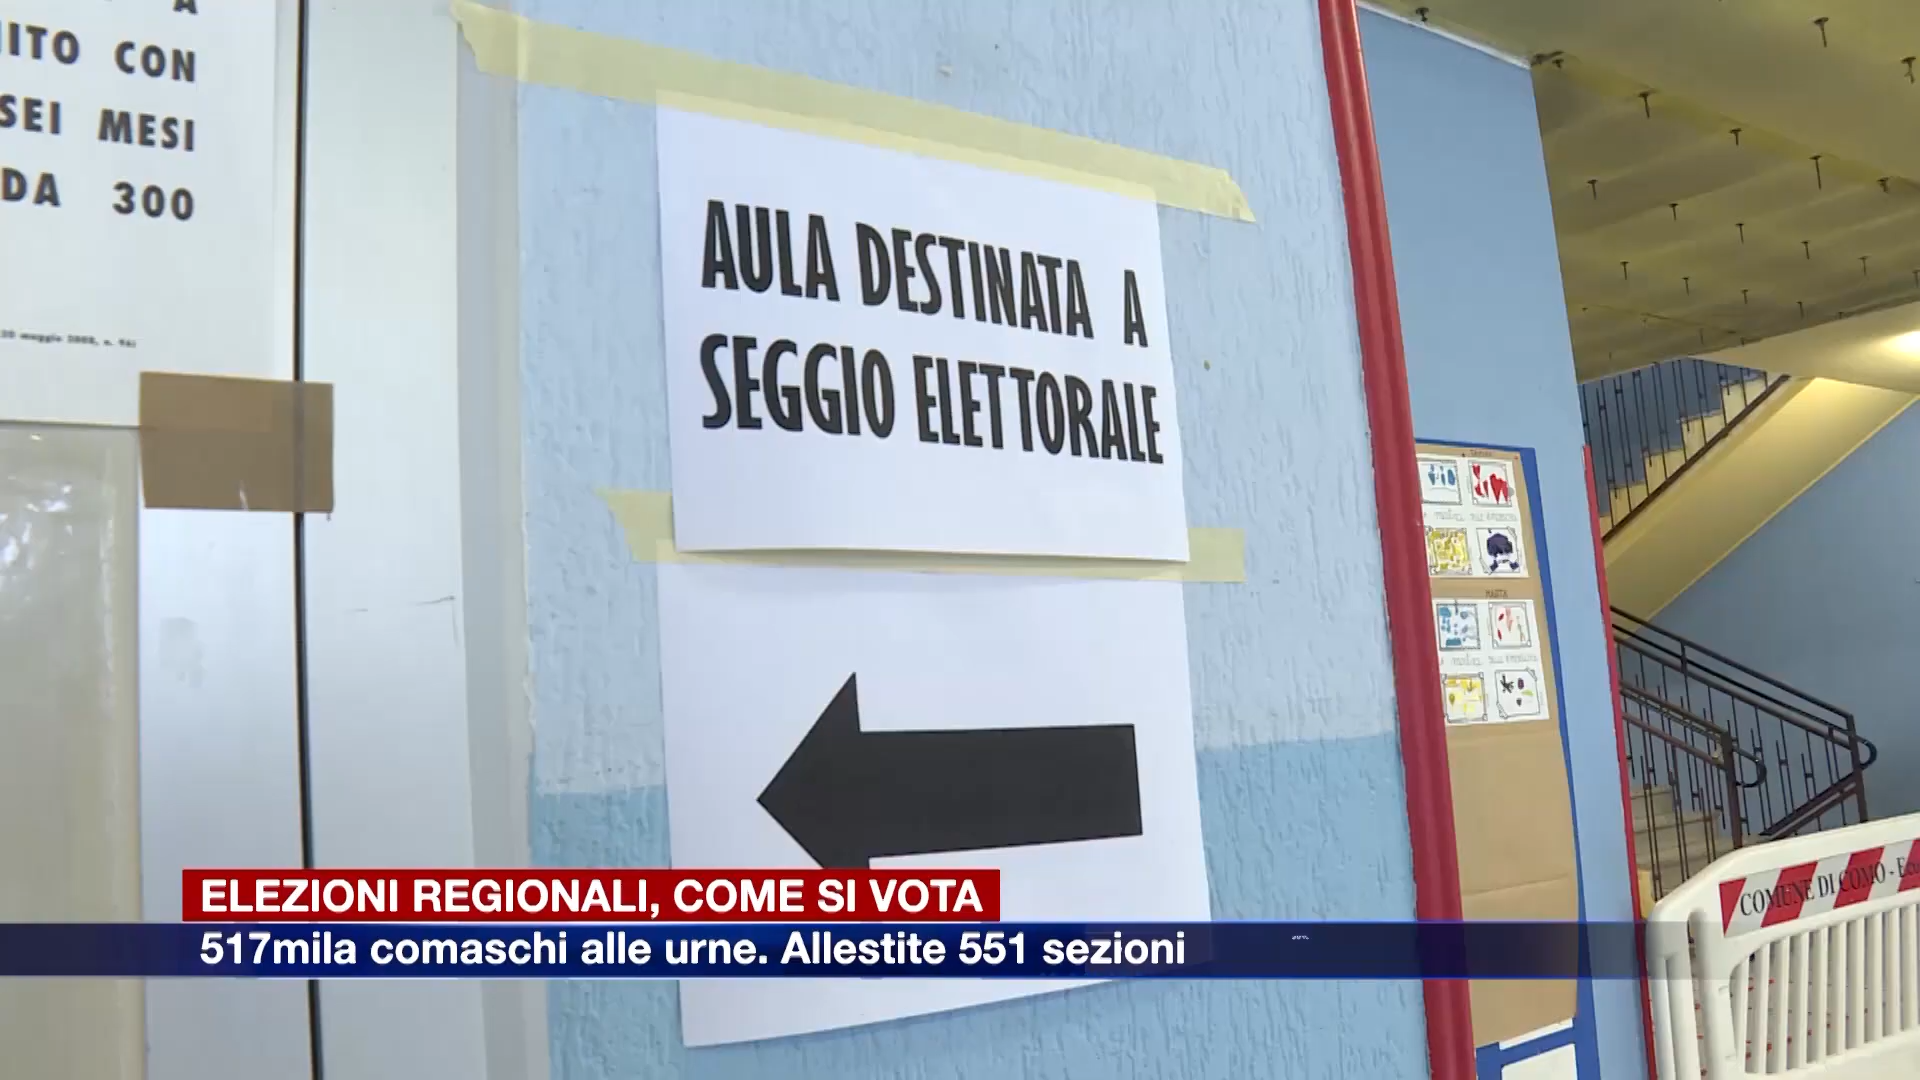 A
ITO CON
SEI MESI
DA 300
AULA DESTINATA A
SEGGIO ELETTORALE
COMUNE DI COMO -
ELEZIONI REGIONALI, COME SI VOTA
517mila comaschi alle urne. Allestite 551 sezioni